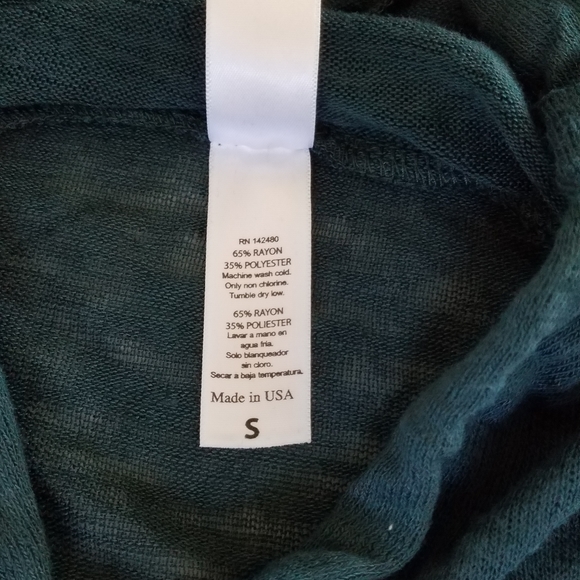 RN 142480
65% RAYON
35% POLYESTER
Machine wash cold.
Only non chlorine.
Tumble dry low.
65% RAYON
35% POLIESTER
Lavar a mano en
agua fria.
Solo blanqueador
sin cloro.
Secar a baja temperatura.
Made in USA
S